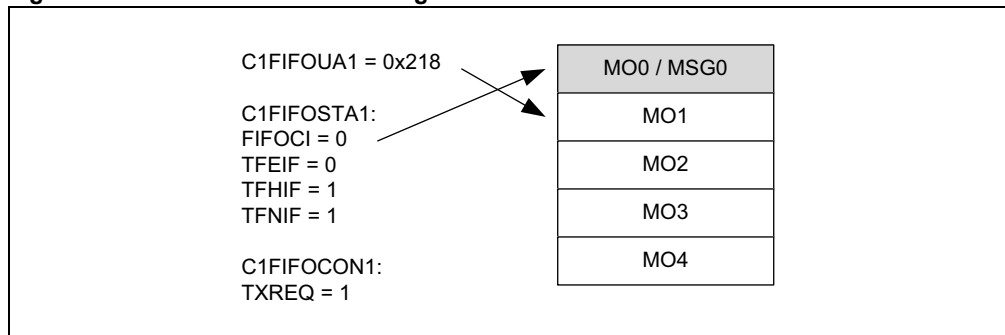 C1FIFOUA1 = 0x218
C1FIFOSTA1:
FIFOCI = 0
TFEIF = 0
TFHIF = 1
TFNIF = 1
C1FIFOCON1:
TXREQ = 1
MO0 / MSG0
MO1
MO2
MO3
MO4